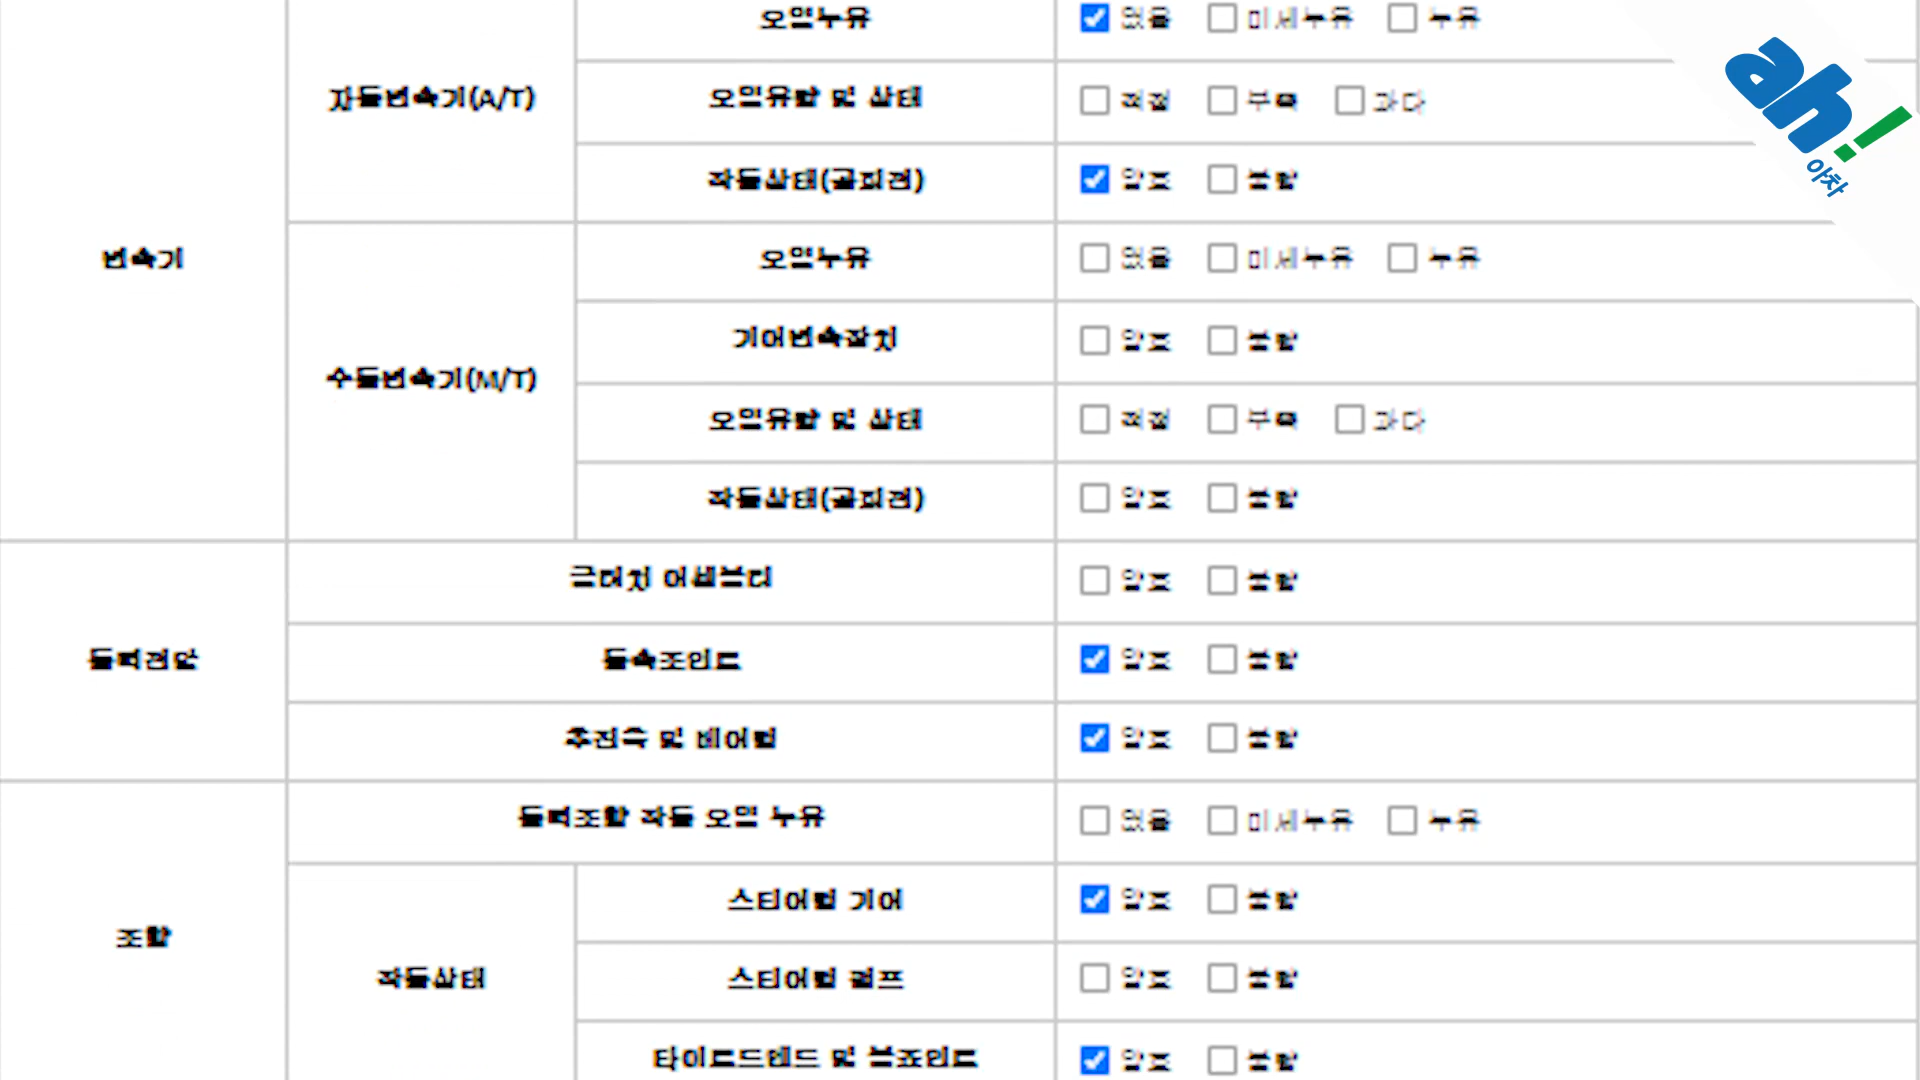 오일누유 없음 미세누유 누유
자동변속기(A/T) 오일유량 및 상태 적정 부족 과다
작동상태(공회전) 양호 불량
변속기
오일누유 없음 미세누유 누유
기어변속장치 양호 불량
수동변속기(M/T)
오일유량 및 상태 적정 부족 과다
작동상태(공회전) 양호 불량
클러치 어셈블리 양호 불량
동력전달 등속조인트 양호 불량
추진축 및 베어링 양호 불량
동력조향 작동 오일 누유 없음 미세누유 누유
조향
스티어링 기어 양호 불량
작동상태 스티어링 펌프 양호 불량
타이로드엔드 및 볼죠인트 양호 불량
ah!
아차